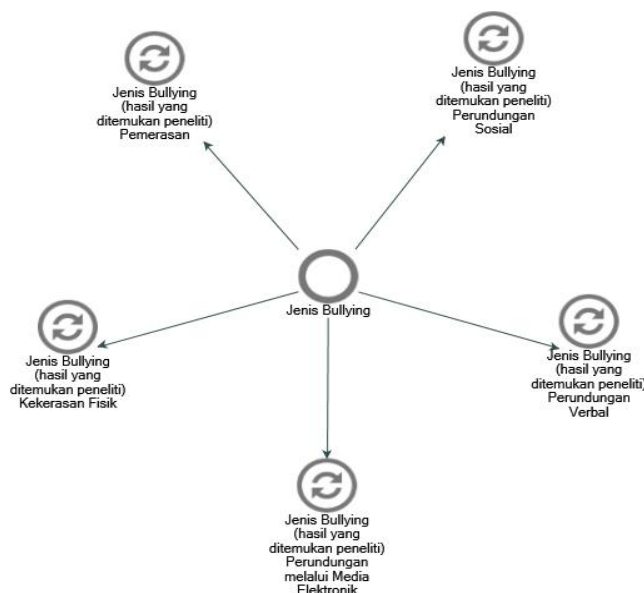 Jenis Bullying
(hasil yang
ditemukan peneliti)
Pemerasan
Jenis Bullying
(hasil yang
ditemukan peneliti)
Perundungan
Sosial
Jenis Bullying
Jenis Bullying
(hasil yang
ditemukan peneliti)
Kekerasan Fisik
Jenis Bullying
(hasil yang
ditemukan peneliti)
Perundungan
Verbal
Jenis Bullying
(hasil yang
ditemukan peneliti)
Perundungan
melalui Media
Elektronik